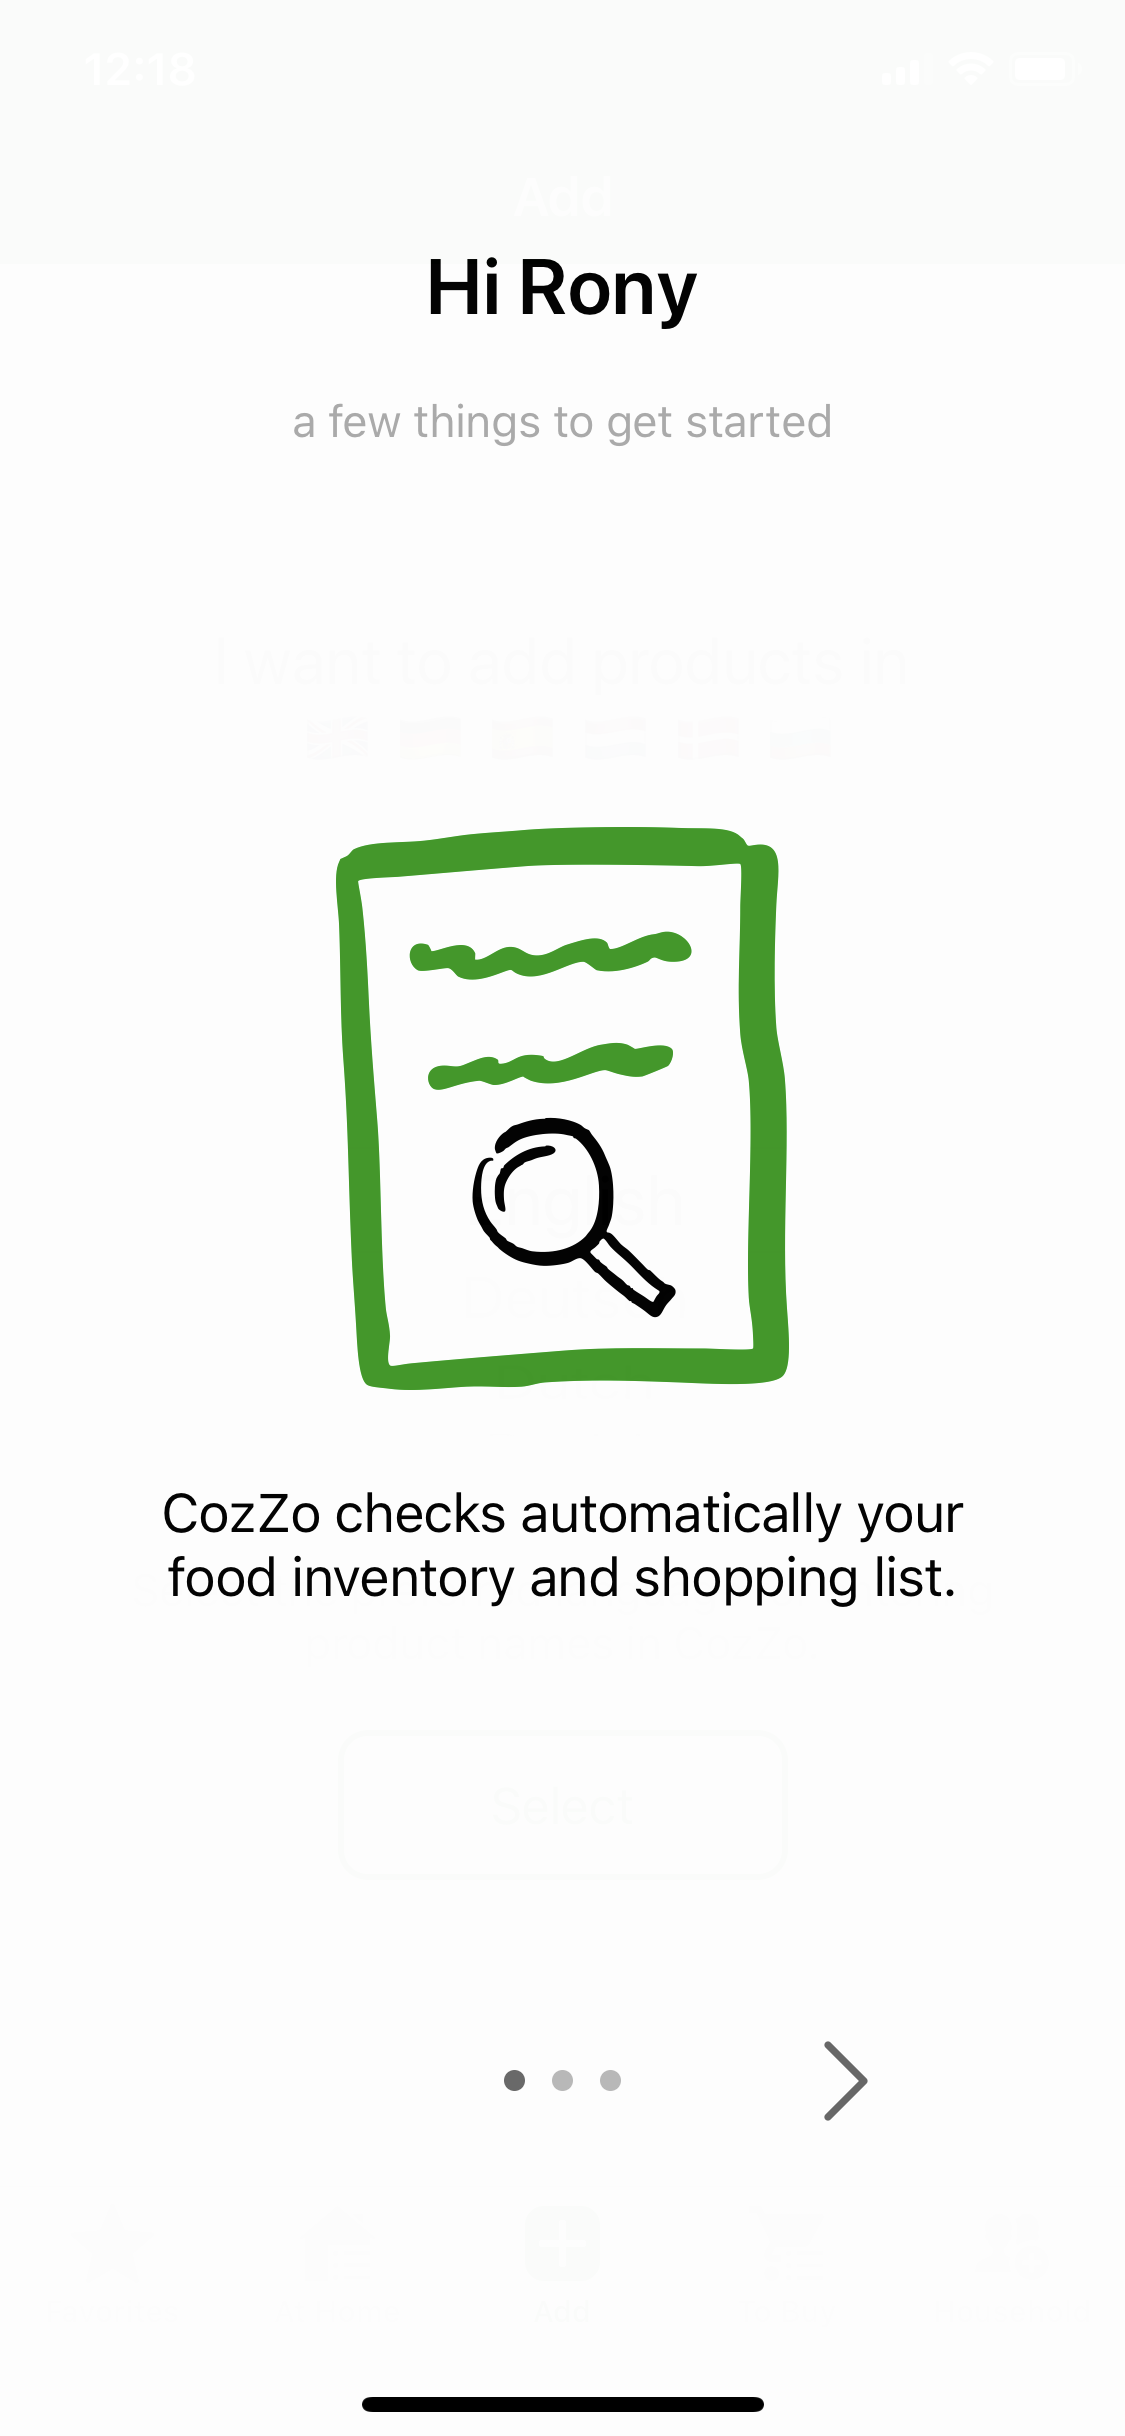 12:18
Add
Hi Rony
a few things to get started
I want to add products in
CozZo checks automatically your
food inventory and shopping list.
Select